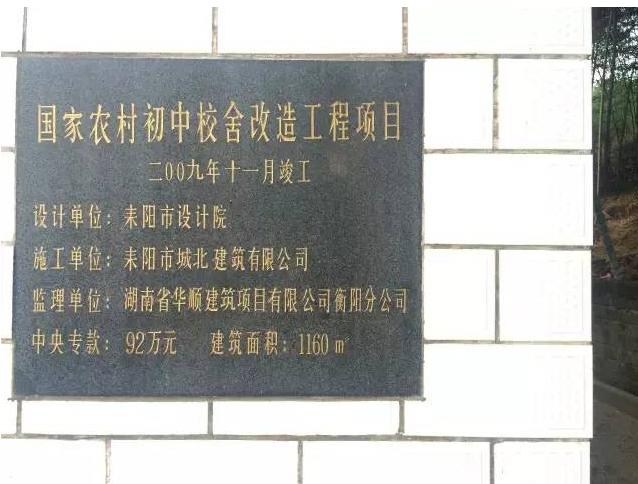 国家农村初中校舍改造工程项目
二00九年十一月竣工
设计单位：耒阳市设计院
施工单位：耒阳市城北建筑有限公司
监理单位：湖南省华顺建筑项目有限公司衡阳分公司
中央专款：92万元 建筑面积：1160㎡